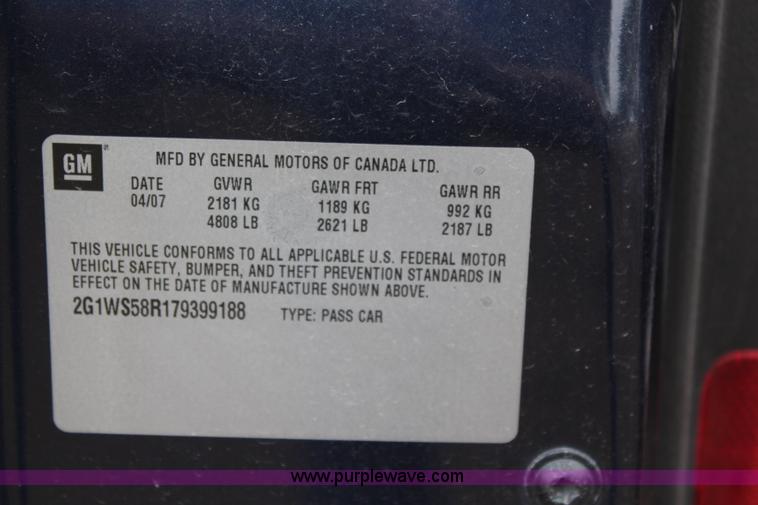 GM
MFD BY GENERAL MOTORS OF CANADA LTD.
DATE GVWR GAWR FRT GAWR RR
04/07 2181 KG 1189 KG 992 KG
4808 LB 2621 LB 2187 LB
THIS VEHICLE CONFORMS TO ALL APPLICABLE U.S. FEDERAL MOTOR
VEHICLE SAFETY, BUMPER, AND THEFT PREVENTION STANDARDS IN
EFFECT ON THE DATE OF MANUFACTURE SHOWN ABOVE.
2G1WS58R179399188 TYPE: PASS CAR
www.purplewave.com